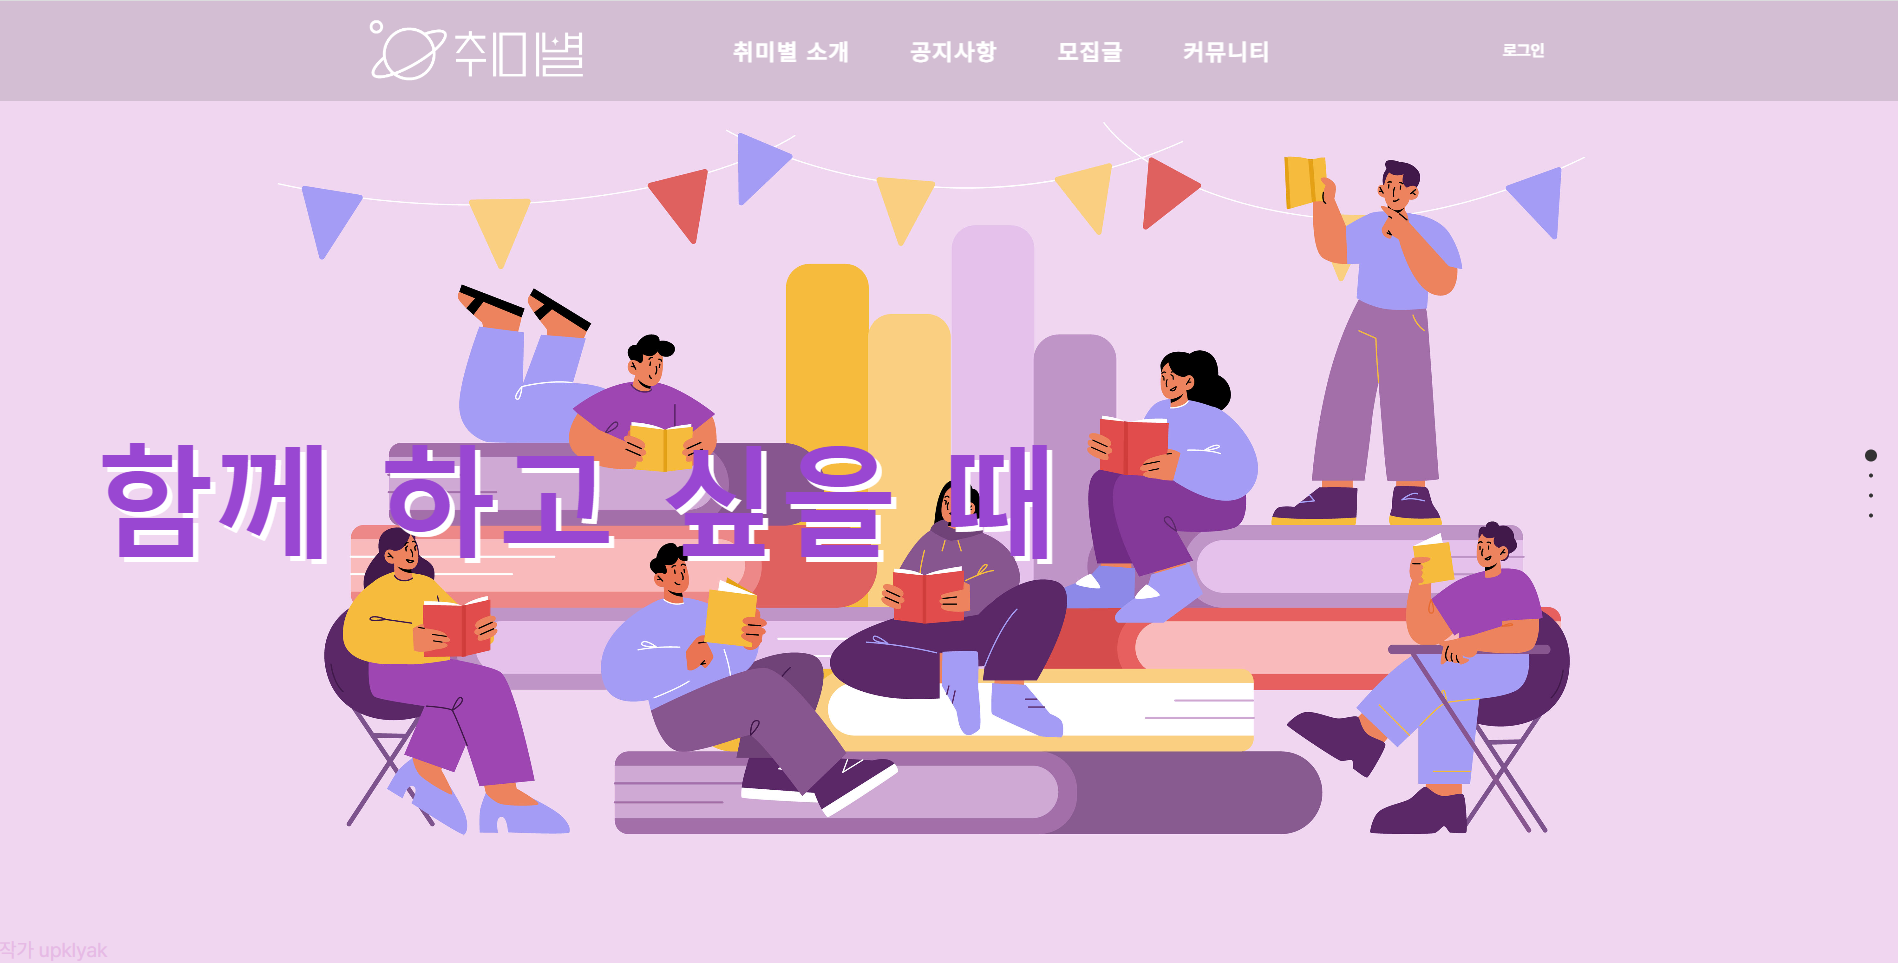 취미별
취미별 소개
공지사항
모집글
커뮤니티
로그인
함께 하고 싶을 때
작가 upklyak